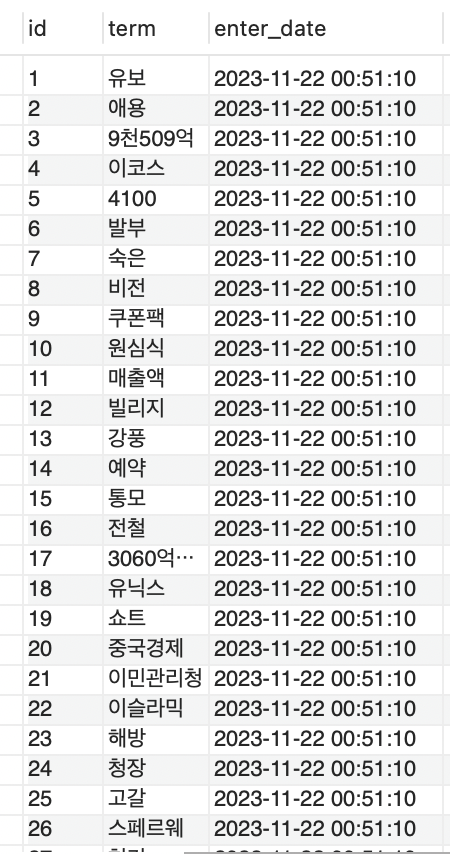 id term enter_date
1 유보 2023-11-22 00:51:10
2 애용 2023-11-22 00:51:10
3 9천509억 2023-11-22 00:51:10
4 이코스 2023-11-22 00:51:10
5 4100 2023-11-22 00:51:10
6 발부 2023-11-22 00:51:10
7 숙은 2023-11-22 00:51:10
8 비전 2023-11-22 00:51:10
9 쿠폰팩 2023-11-22 00:51:10
10 원심식 2023-11-22 00:51:10
11 매출액 2023-11-22 00:51:10
12 빌리지 2023-11-22 00:51:10
13 강풍 2023-11-22 00:51:10
14 예약 2023-11-22 00:51:10
15 통모 2023-11-22 00:51:10
16 전철 2023-11-22 00:51:10
17 3060억… 2023-11-22 00:51:10
18 유닉스 2023-11-22 00:51:10
19 쇼트 2023-11-22 00:51:10
20 중국경제 2023-11-22 00:51:10
21 이민관리청 2023-11-22 00:51:10
22 이슬라믹 2023-11-22 00:51:10
23 해방 2023-11-22 00:51:10
24 청장 2023-11-22 00:51:10
25 고갈 2023-11-22 00:51:10
26 스페르웨 2023-11-22 00:51:10